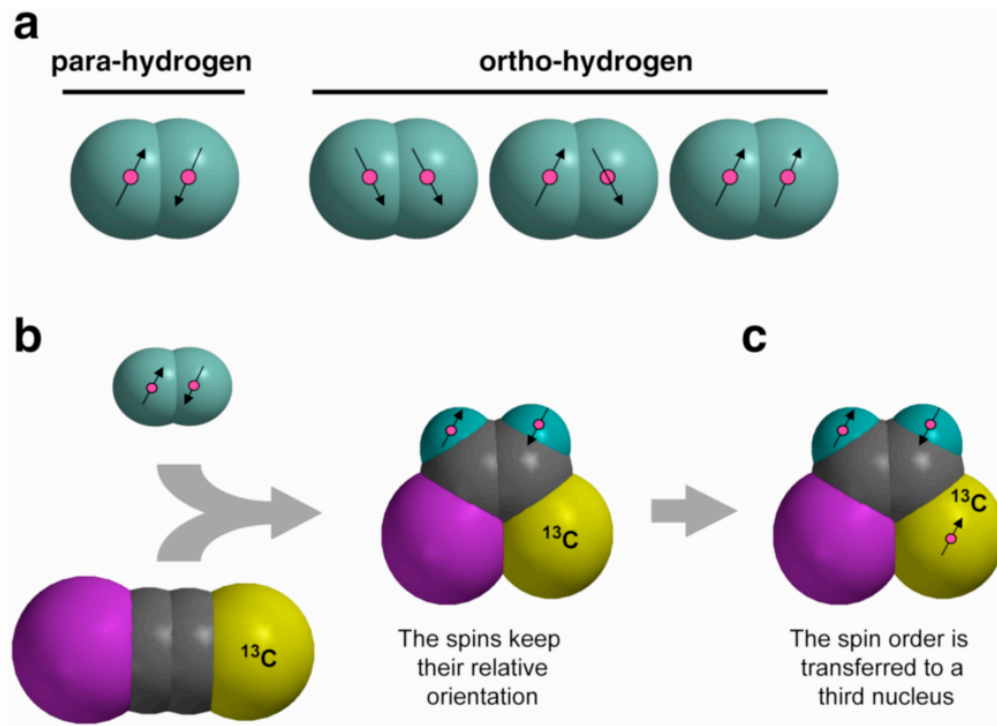 a
para-hydrogen
ortho-hydrogen
b
c
¹³C
¹³C
¹³C
The spins keep
their relative
orientation
The spin order is
transferred to a
third nucleus